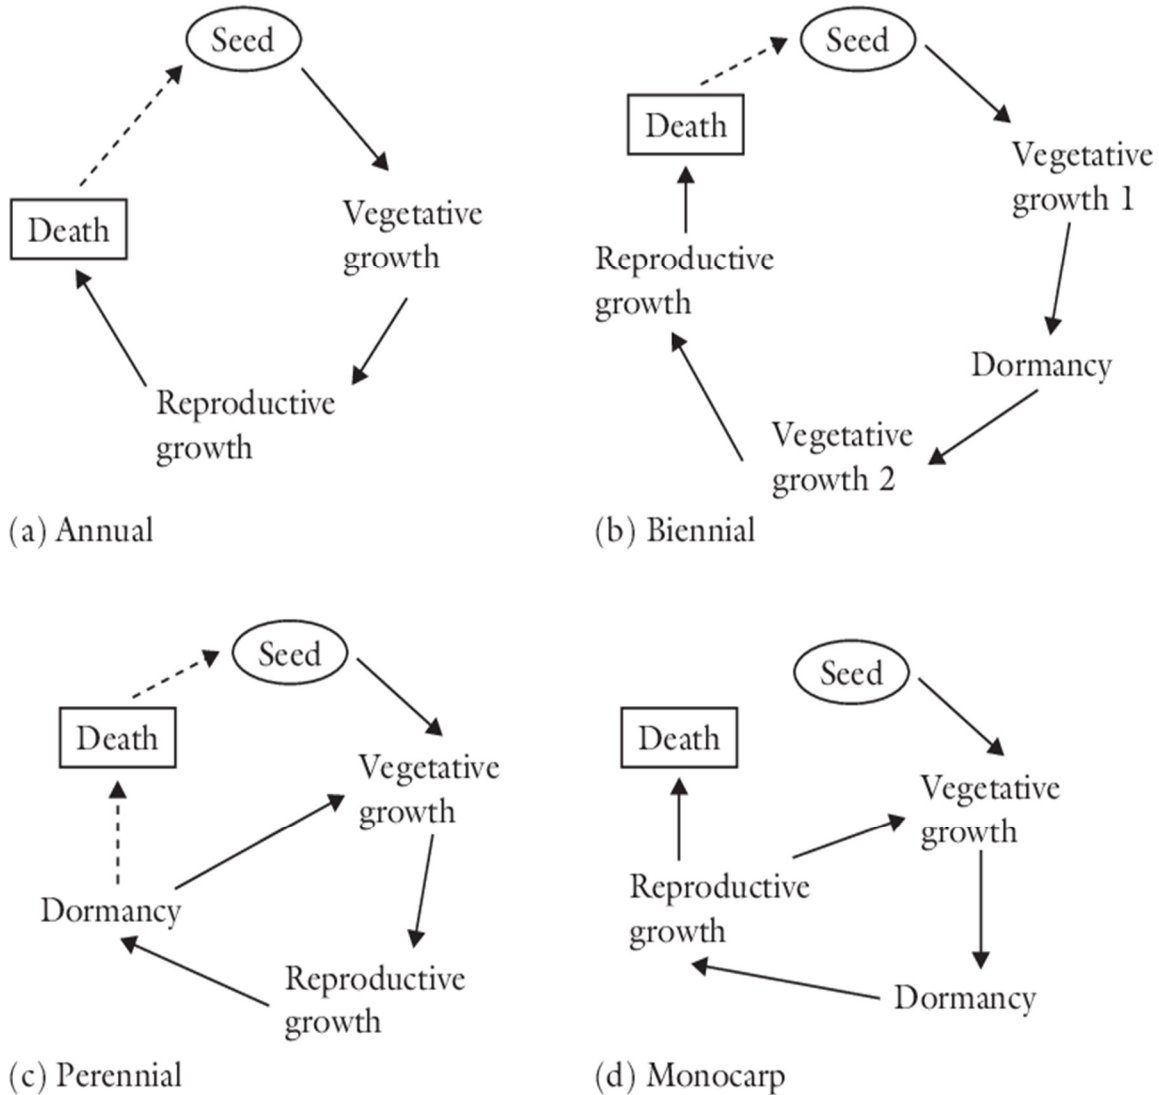 Seed
Death
Vegetative
growth
Reproductive
growth
(a) Annual
Seed
Death
Vegetative
growth 1
Reproductive
growth
Dormancy
Vegetative
growth 2
(b) Biennial
Seed
Death
Vegetative
growth
Dormancy
Reproductive
growth
(c) Perennial
Seed
Death
Vegetative
growth
Reproductive
growth
Dormancy
(d) Monocarp